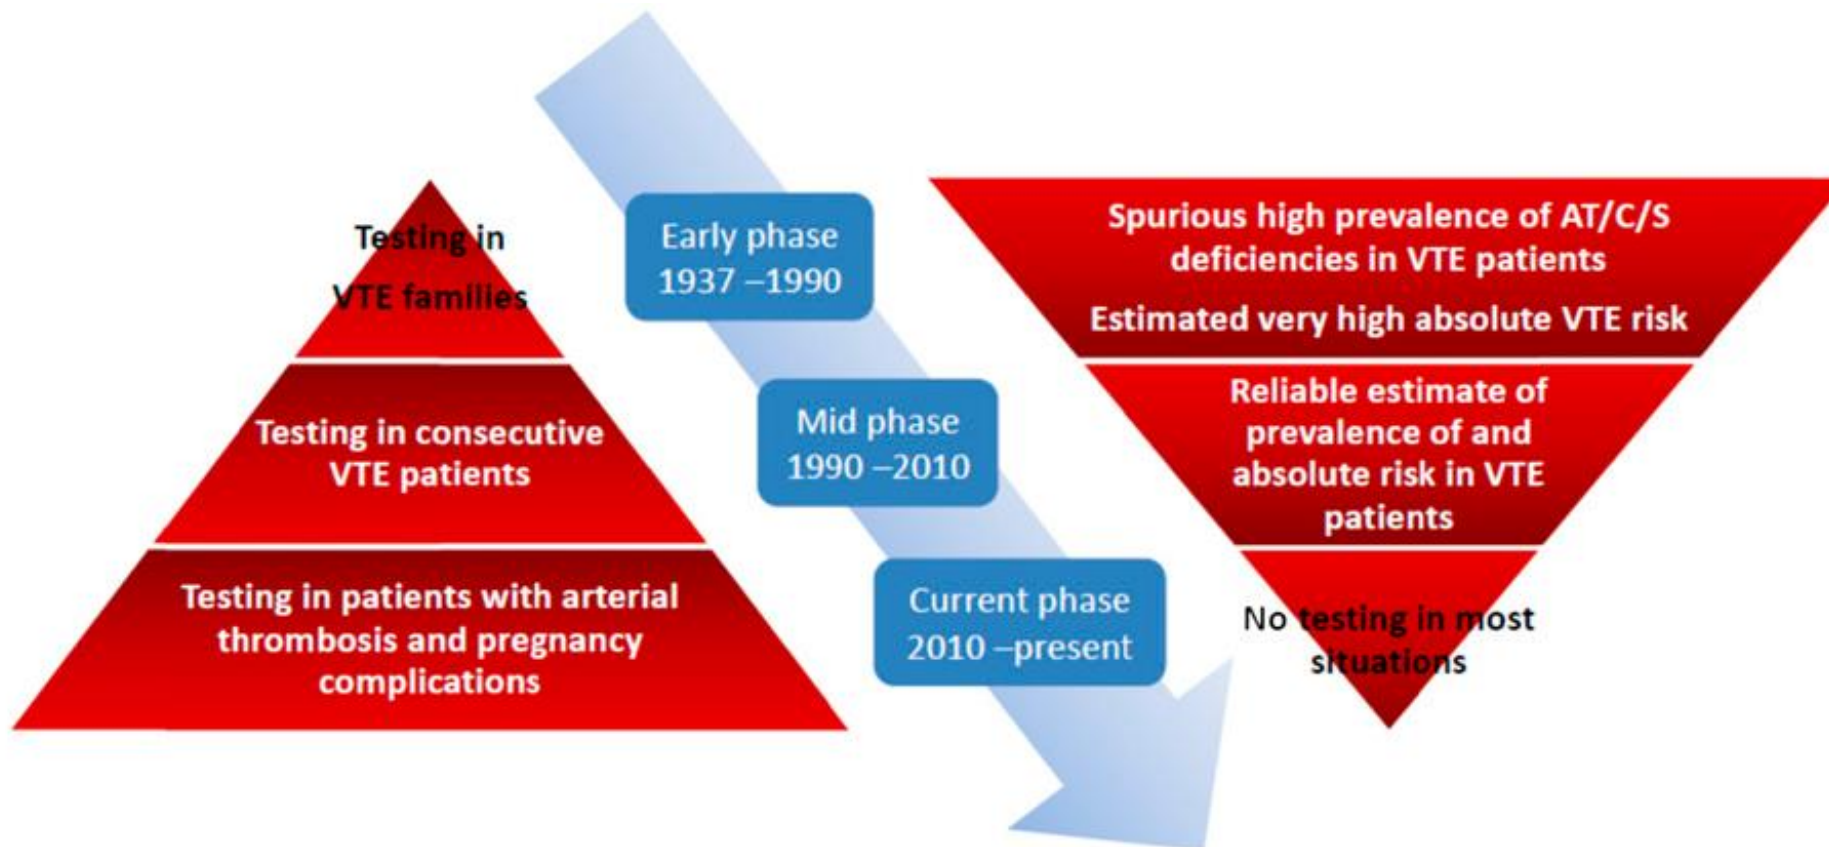 Testing in
VTE families
Testing in consecutive
VTE patients
Testing in patients with arterial
thrombosis and pregnancy
complications
Early phase
1937 –1990
Mid phase
1990 –2010
Current phase
2010 –present
Spurious high prevalence of AT/C/S
deficiencies in VTE patients
Estimated very high absolute VTE risk
Reliable estimate of
prevalence of and
absolute risk in VTE
patients
No testing in most
situations